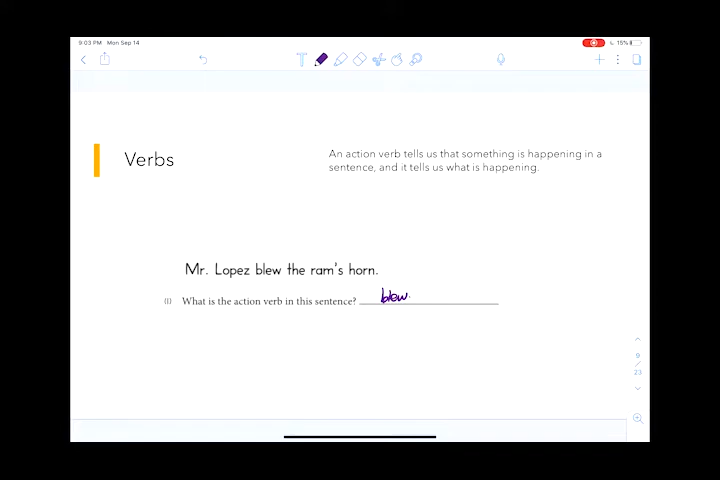 9:03 PM Mon Sep 14
15%
T
Verbs
An action verb tells us that something is happening in a
sentence, and it tells us what is happening.
Mr. Lopez blew the ram's horn.
(1) What is the action verb in this sentence? blew.
9
/
23